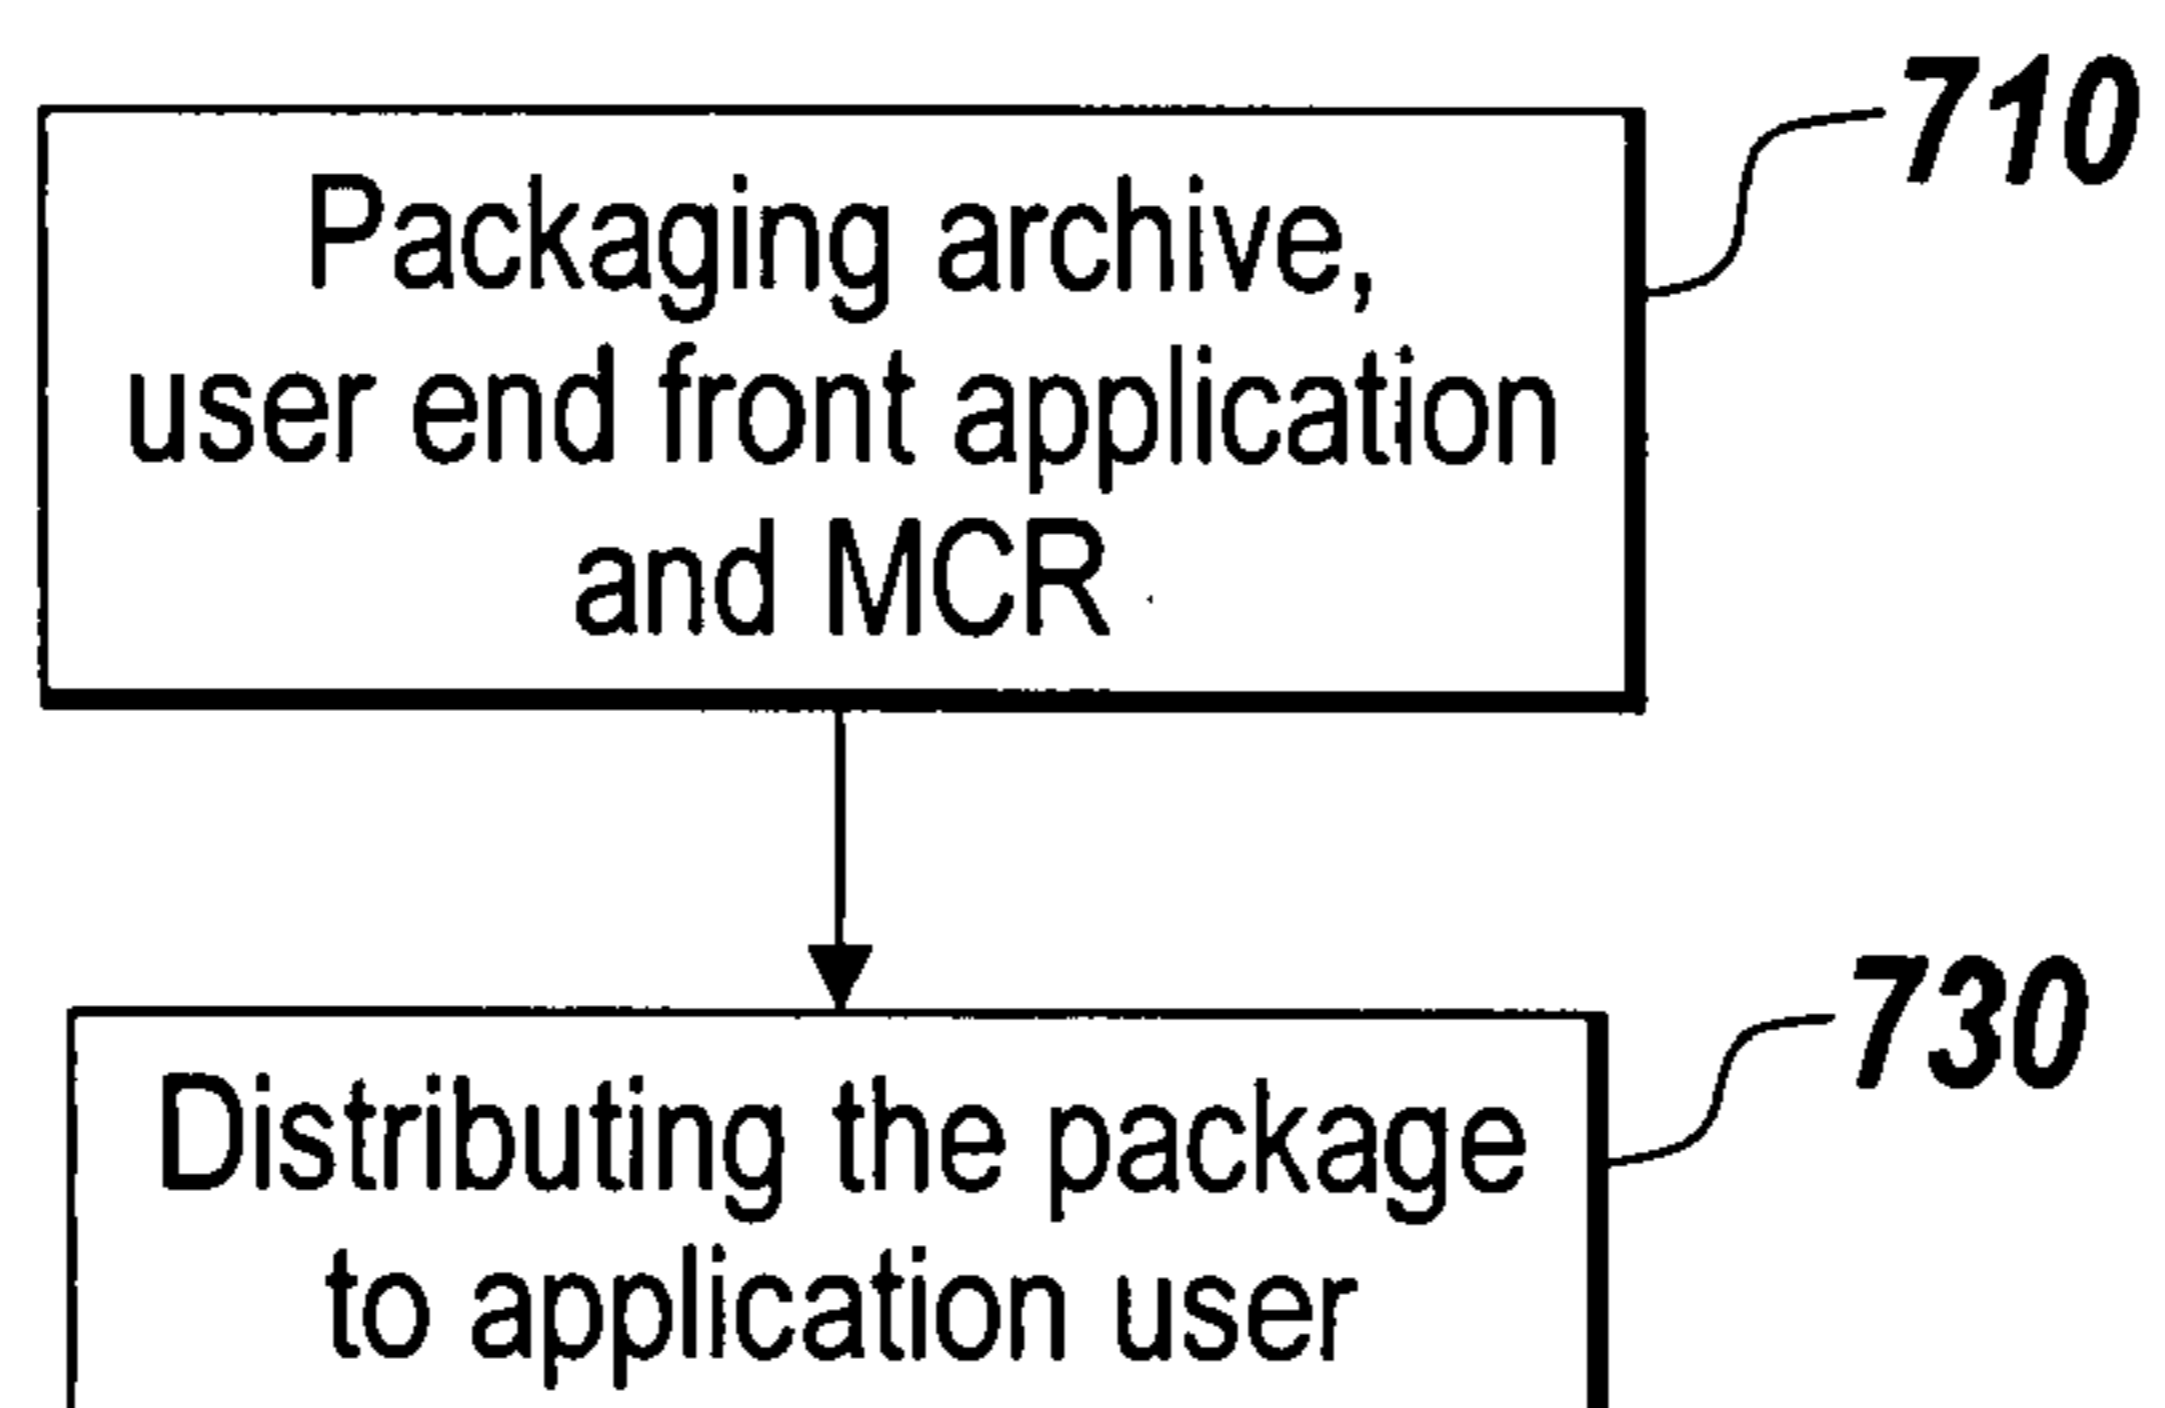 710
Packaging archive,
user end front application
and MCR
730
Distributing the package
to application user